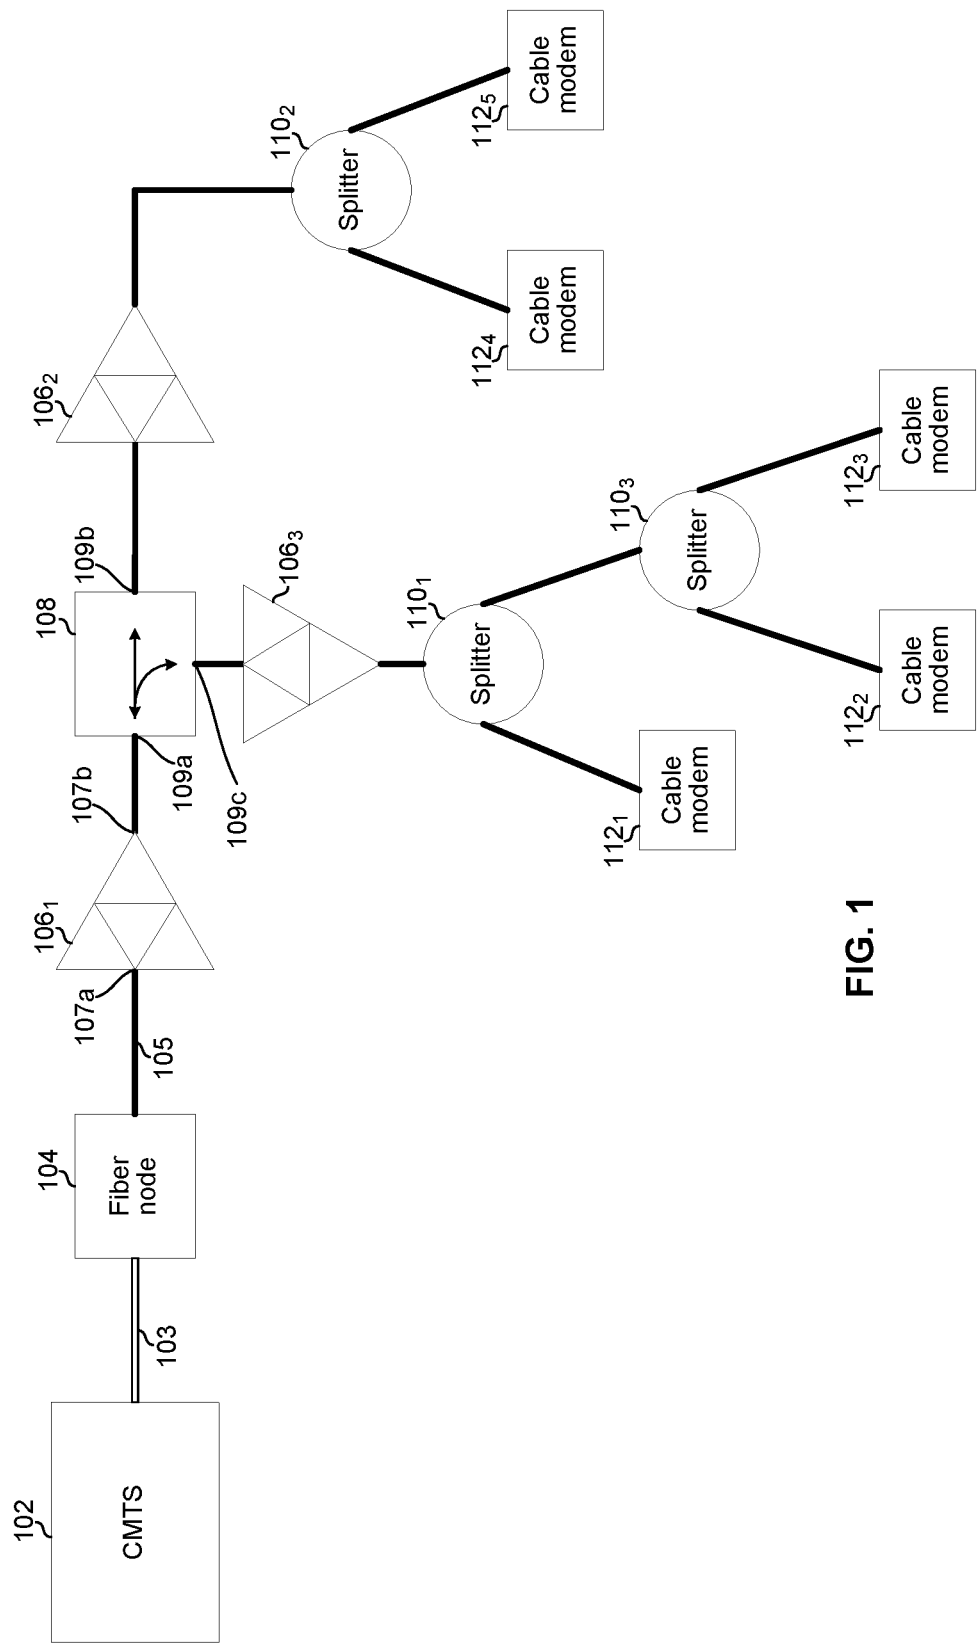 102
CMTS
103
104
Fiber
node
105
107a
106₁
107b
109a
108
109b
109c
106₂
106₃
110₁
Splitter
110₂
Splitter
110₃
Splitter
112₁
Cable
modem
112₂
Cable
modem
112₃
Cable
modem
112₄
Cable
modem
112₅
Cable
modem
FIG. 1